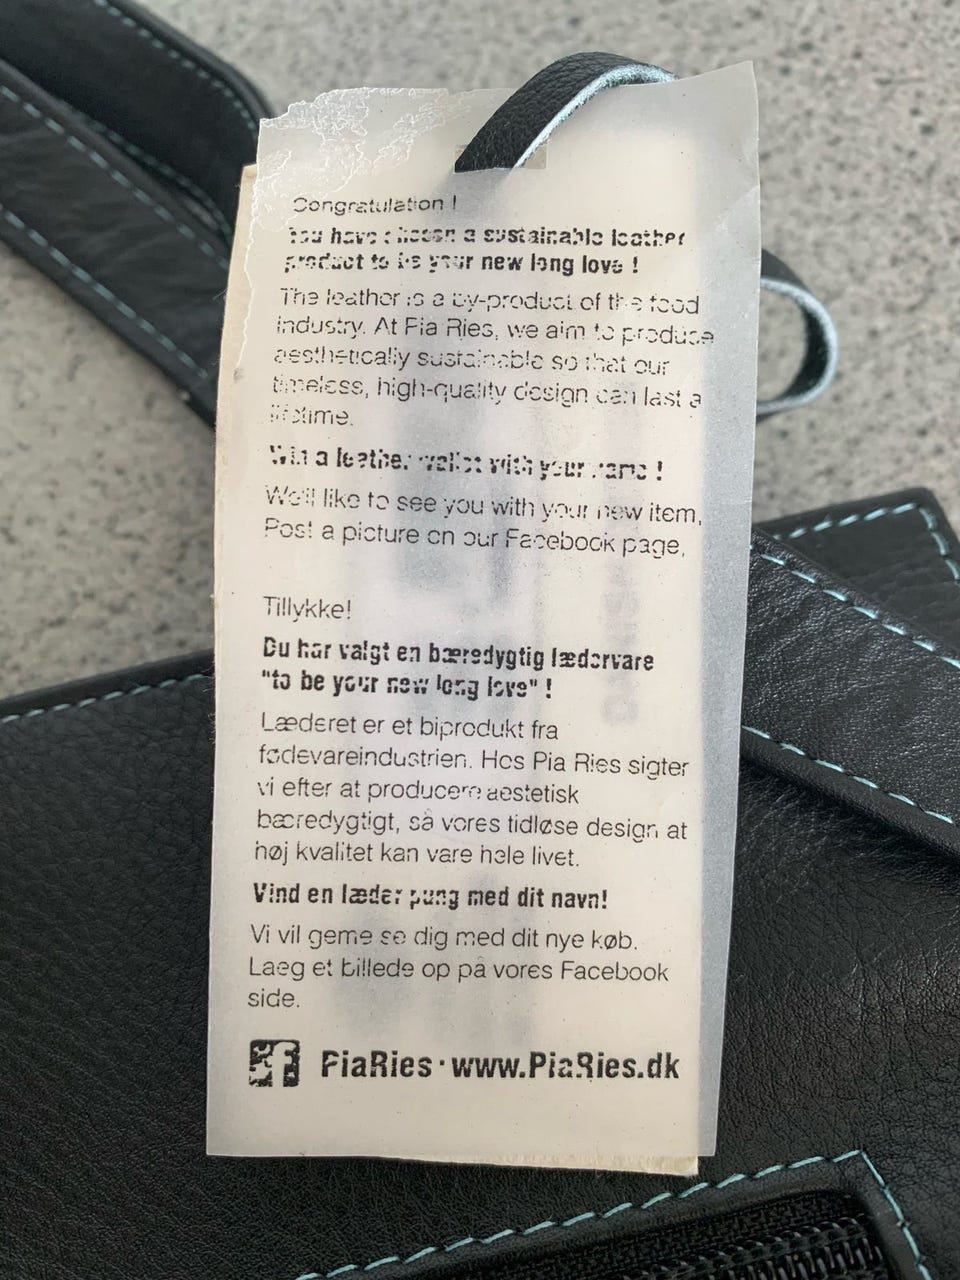 Congratulation !
You have chosen a sustainable leather
product to be your new long love !
The leather is a by-product of the food
industry. At Pia Ries, we aim to produce
aesthetically sustainable so that our
timeless, high-quality design can last a
lifetime.
Win a leather wallet with your name !
We'll like to see you with your new item,
Post a picture on our Facebook page,
Tillykke!
Du har valgt en bæredygtig lædervare
"to be your new long love" !
Læderet er et biprodukt fra
fødevareindustrien. Hos Pia Ries sigter
vi efter at producere æstetisk
bæredygtigt, så vores tidløse design at
høj kvalitet kan vare hele livet.
Vind en læder pung med dit navn!
Vi vil gerne se dig med dit nye køb.
Laeg et billede op på vores Facebook
side.
f PiaRies · www.PiaRies.dk